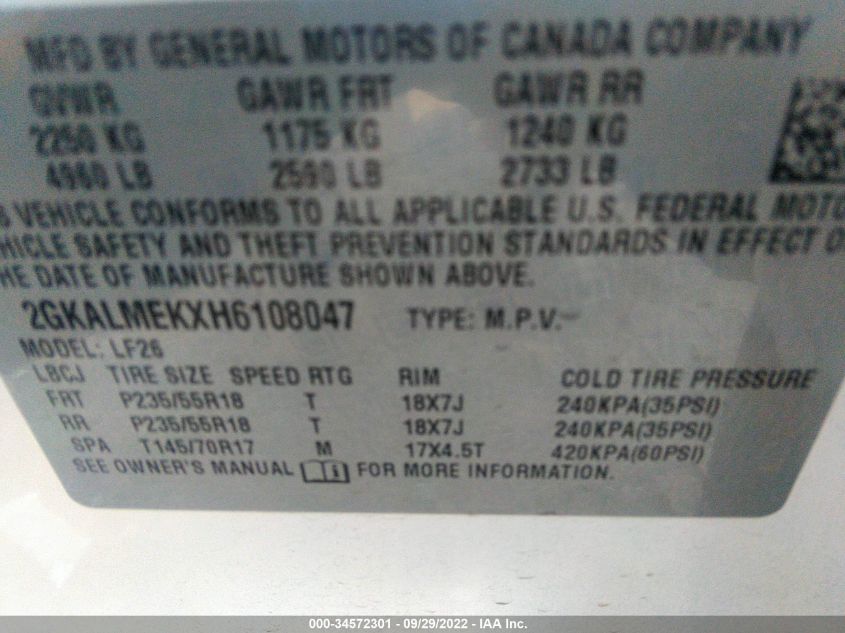 MFD BY GENERAL MOTORS OF CANADA COMPANY
GVWR GAWR FRT GAWR RR
2250 KG 1175 KG 1240 KG
4960 LB 2590 LB 2733 LB
S VEHICLE CONFORMS TO ALL APPLICABLE U.S. FEDERAL MOTO
HICLE SAFETY AND THEFT PREVENTION STANDARDS IN EFFECT O
HE DATE OF MANUFACTURE SHOWN ABOVE.
2GKALMEKXH6108047 TYPE: M.P.V.
MODEL: LF26
LBCJ TIRE SIZE SPEED RTG RIM COLD TIRE PRESSURE
FRT P235/55R18 T 18X7J 240KPA(35PSI)
RR P235/55R18 T 18X7J 240KPA(35PSI)
SPA T145/70R17 M 17X4.5T 420KPA(60PSI)
SEE OWNER'S MANUAL FOR MORE INFORMATION.
000-34572301 - 09/29/2022 - IAA Inc.